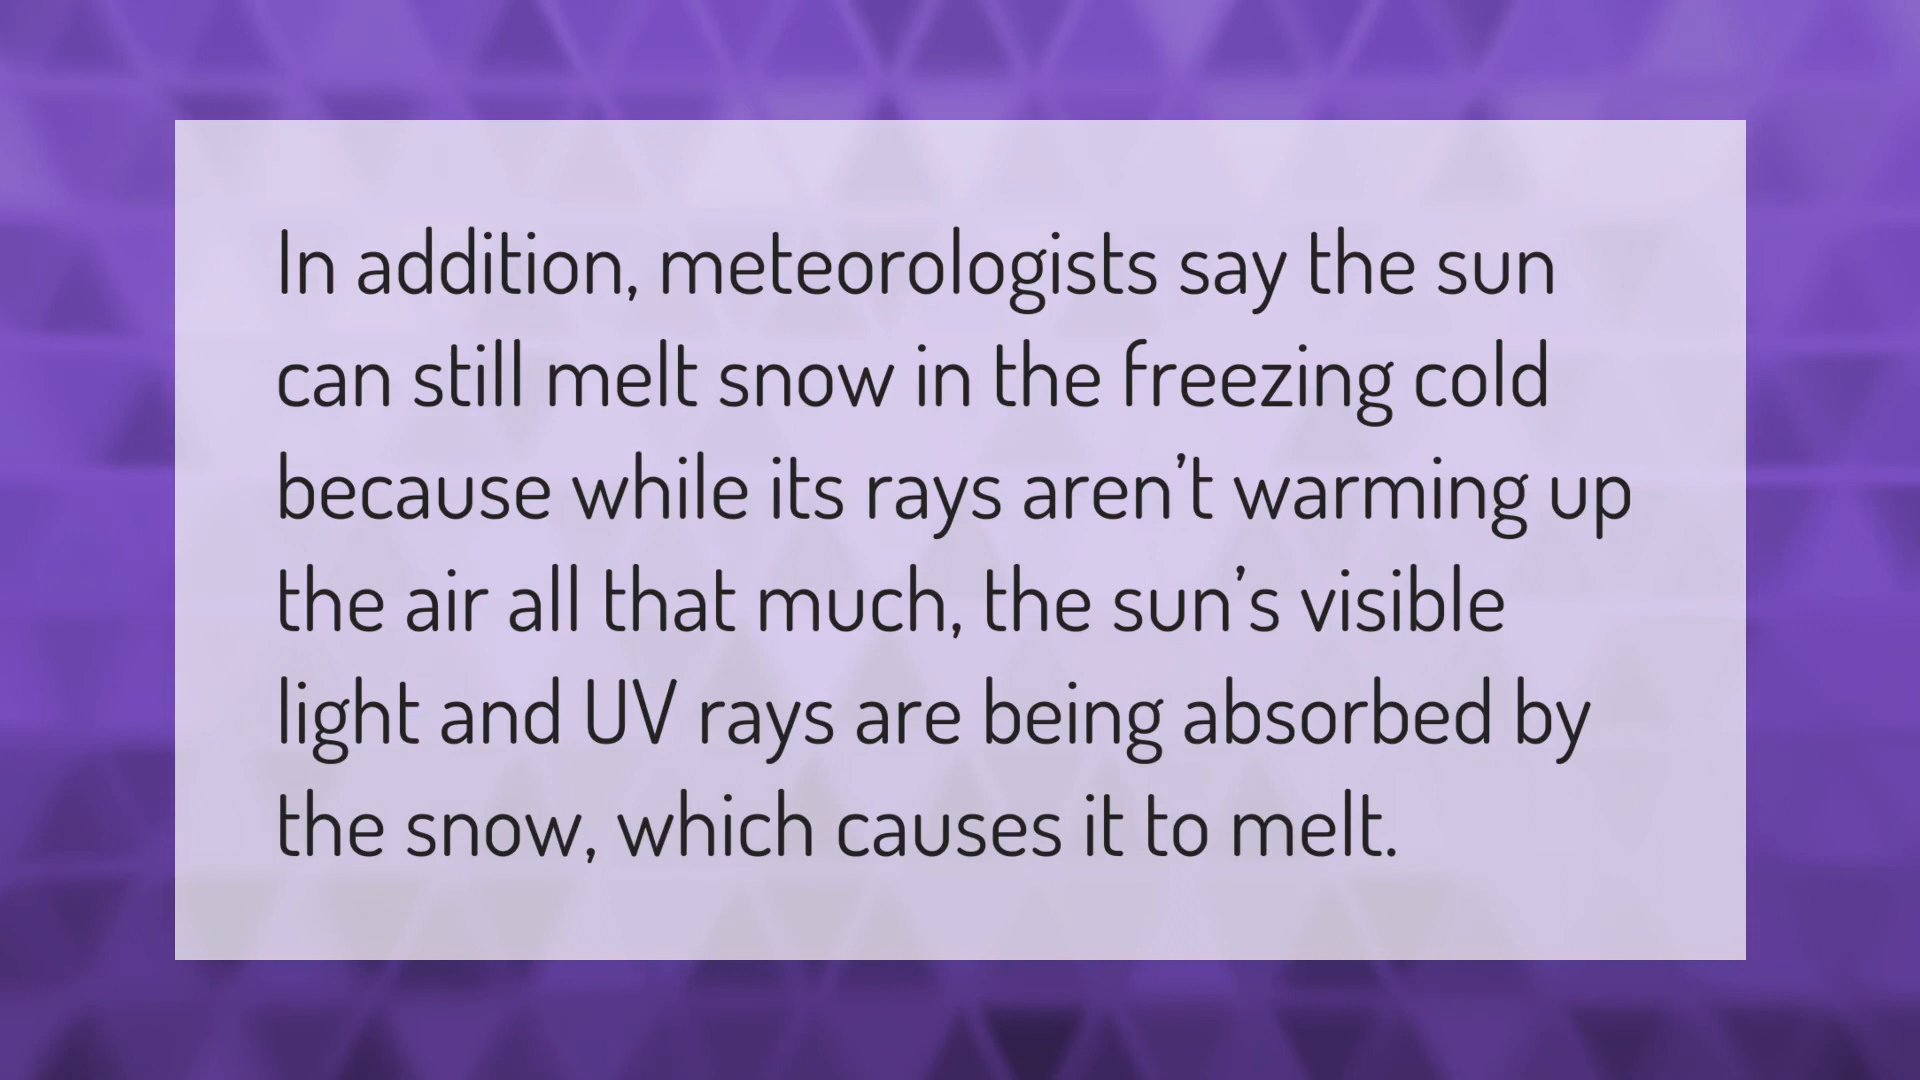 In addition, meteorologists say the sun
can still melt snow in the freezing cold
because while its rays aren’t warming up
the air all that much, the sun’s visible
light and UV rays are being absorbed by
the snow, which causes it to melt.